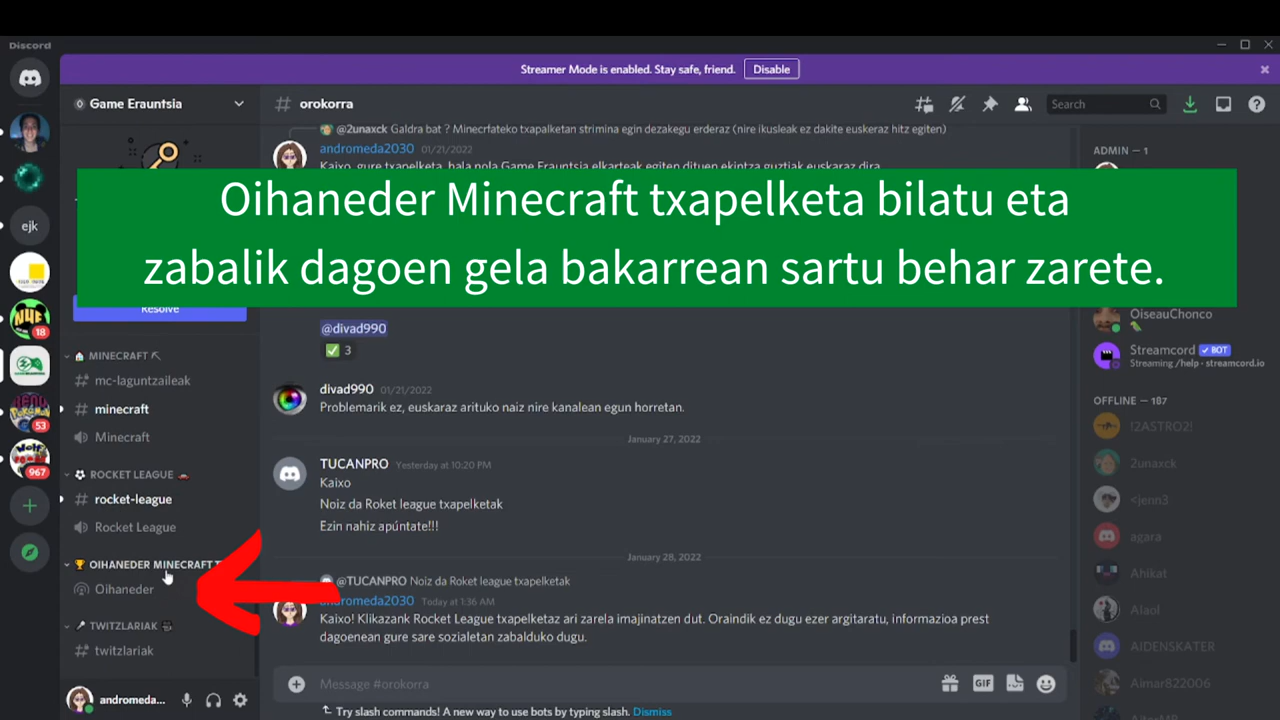 Discord
Streamer Mode is enabled. Stay safe, friend.
Disable
Game Erauntsia
orokorra
Search
@2unaxck Galdra bat ? Minecrfateko txapelketan strimina egin dezakegu erderaz (nire ikusleak ez dakite euskeraz hitz egiten)
andromeda2030 01/21/2022
Kaixo, gure txapelketa, hala nola Game Erauntsia elkarteak egiten dituen ekintza guztiak euskaraz dira.
ADMIN — 1
Oihaneder Minecraft txapelketa bilatu eta
zabalik dagoen gela bakarrean sartu behar zarete.
ejk
Resolve
18
53
967
MINECRAFT
mc-laguntzaileak
minecraft
Minecraft
ROCKET LEAGUE
rocket-league
Rocket League
OIHANEDER MINECRAFT T
Oihaneder
TWITZLARIAK
twitzlariak
andromeda...
@divad990
3
divad990 01/21/2022
Problemarik ez, euskaraz arituko naiz nire kanalean egun horretan.
January 27, 2022
TUCANPRO Yesterday at 10:20 PM
Kaixo
Noiz da Roket league txapelketak
Ezin nahiz apúntate!!!
January 28, 2022
@TUCANPRO Noiz da Roket league txapelketak
andromeda2030 Today at 1:36 AM
Kaixo! Klikazank Rocket League txapelketaz ari zarela imajinatzen dut. Oraindik ez dugu ezer argitaratu, informazioa prest
dagoenean gure sare sozialetan zabalduko dugu.
Message #orokorra
GIF
Try slash commands! A new way to use bots by typing slash. Dismiss
OiseauChonco
Streamcord BOT
Streaming /help - streamcord.io
OFFLINE — 187
!2ASTRO2!
2unaxck
<jenn3
agara
Ahikat
Alaol
AIDENSKATER
Aimar822006